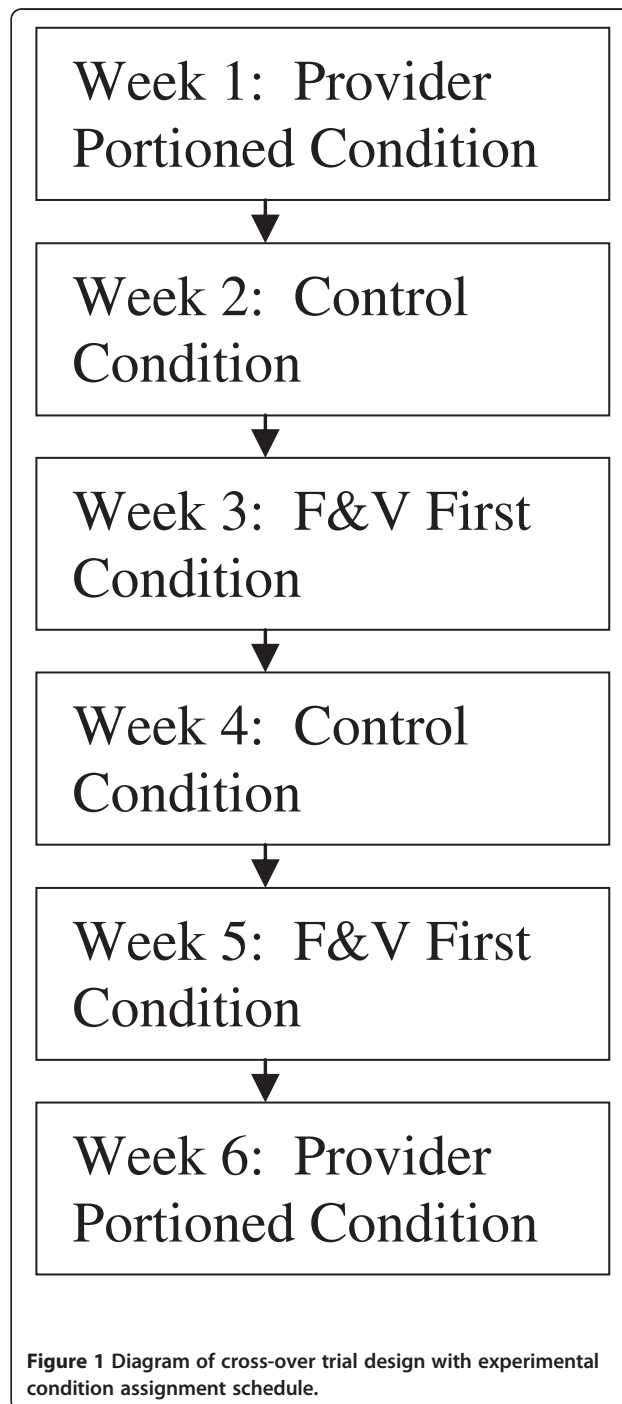 Week 1: Provider
Portioned Condition
Week 2: Control
Condition
Week 3: F&V First
Condition
Week 4: Control
Condition
Week 5: F&V First
Condition
Week 6: Provider
Portioned Condition
Figure 1 Diagram of cross-over trial design with experimental
condition assignment schedule.